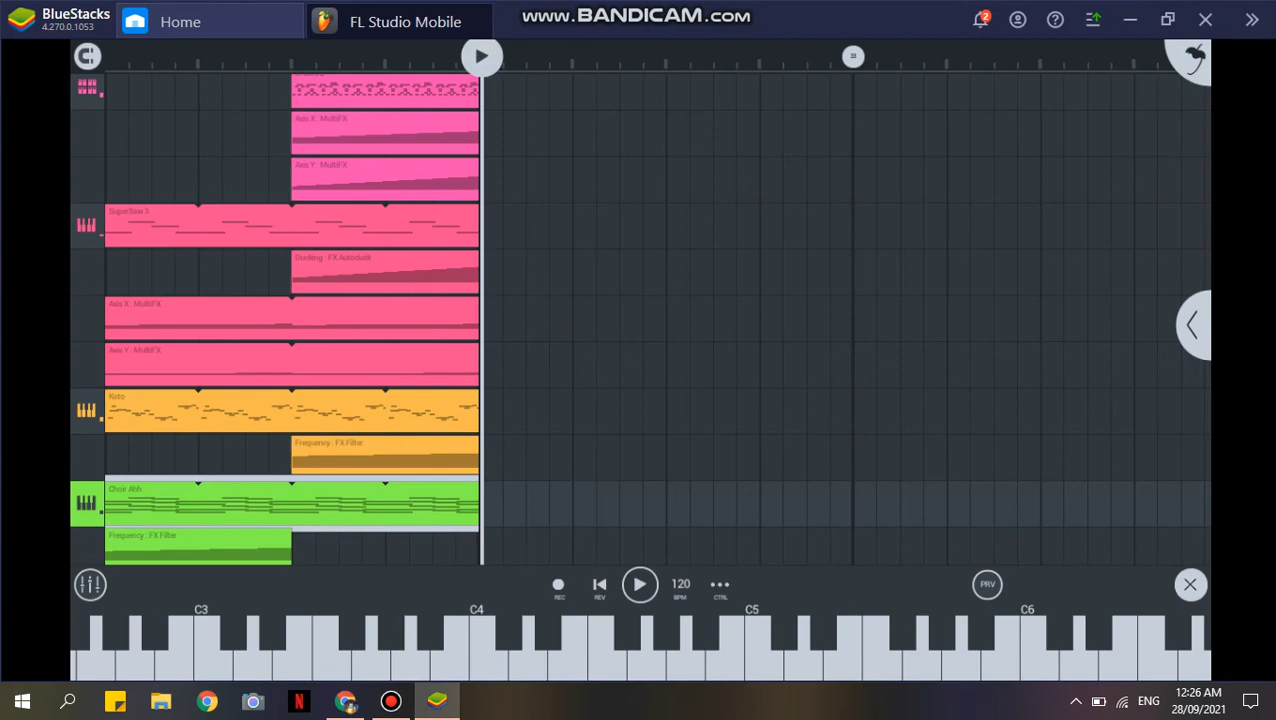 BlueStacks
4.270.0.1053
Home
FL Studio Mobile
www.BANDICAM.com
2
33
Axis X : MultiFX
Axis Y : MultiFX
SuperSaw II
Ducking : FX Autoduck
Axis X : MultiFX
Axis Y : MultiFX
Koto
Frequency : FX Filter
Choir Ahh
Frequency : FX Filter
REC
REV
120
BPM
CTRL
PRV
C3
C4
C5
C6
N
ENG
12:26 AM
28/09/2021